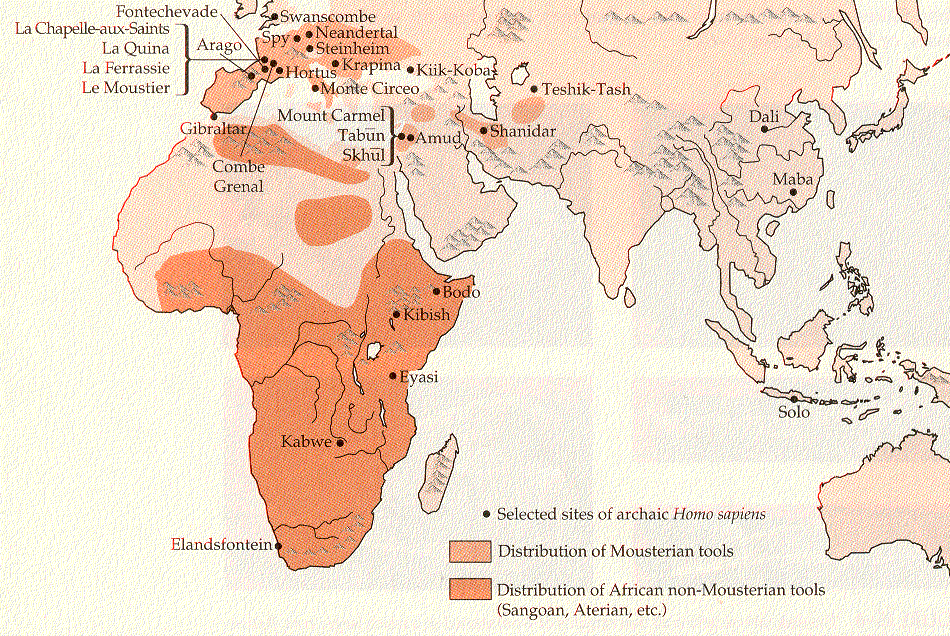 Fontechevade
La Chapelle-aux-Saints
La Quina
La Ferrassie
Le Moustier
Arago
Swanscombe
Spy
Neandertal
Steinheim
Krapina
Hortus
Kiik-Koba
Monte Circeo
Teshik-Tash
Gibraltar
Mount Carmel
Tabūn
Skhūl
Amud
Shanidar
Dali
Combe
Grenal
Maba
Bodo
Kibish
Eyasi
Solo
Kabwe
Elandsfontein
Selected sites of archaic Homo sapiens
Distribution of Mousterian tools
Distribution of African non-Mousterian tools
(Sangoan, Aterian, etc.)